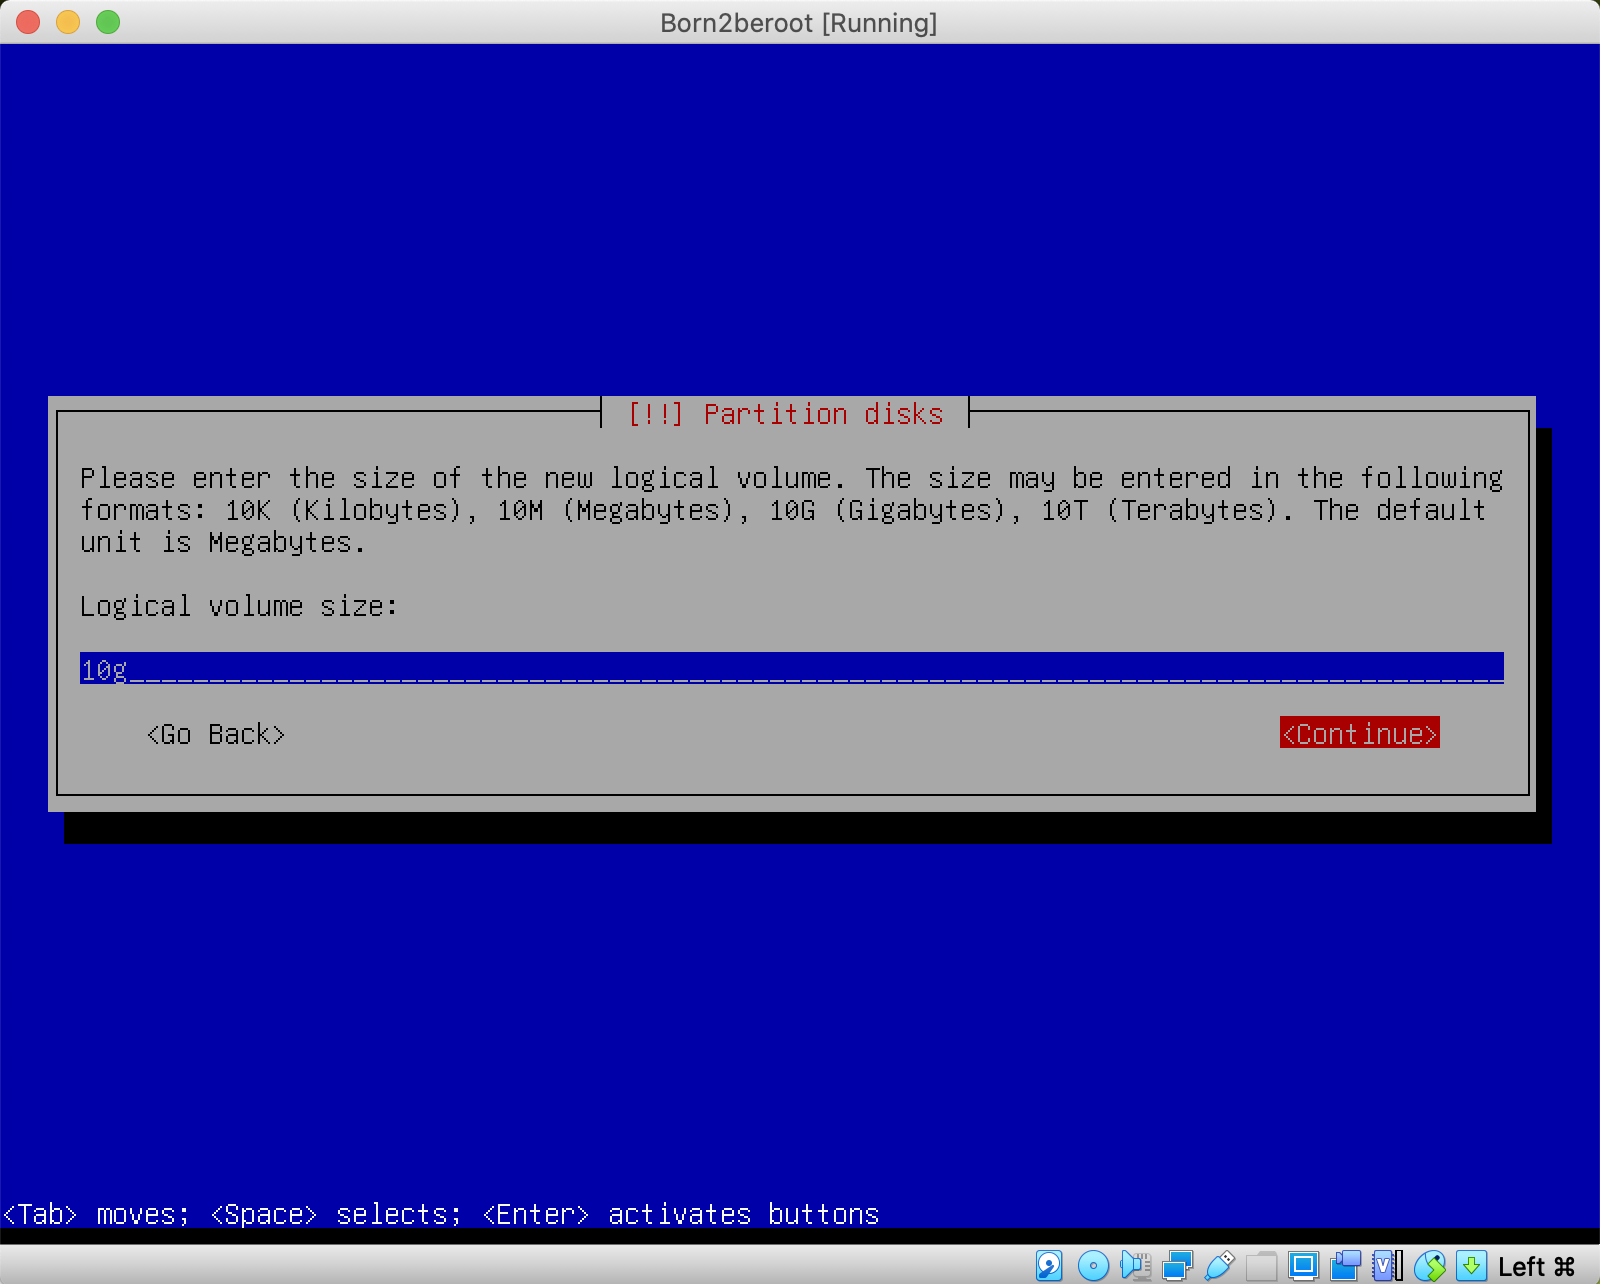 Born2beroot [Running]
[!!] Partition disks
Please enter the size of the new logical volume. The size may be entered in the following
formats: 10K (Kilobytes), 10M (Megabytes), 10G (Gigabytes), 10T (Terabytes). The default
unit is Megabytes.
Logical volume size:
10g
<Go Back> <Continue>
<Tab> moves; <Space> selects; <Enter> activates buttons
Left ⌘